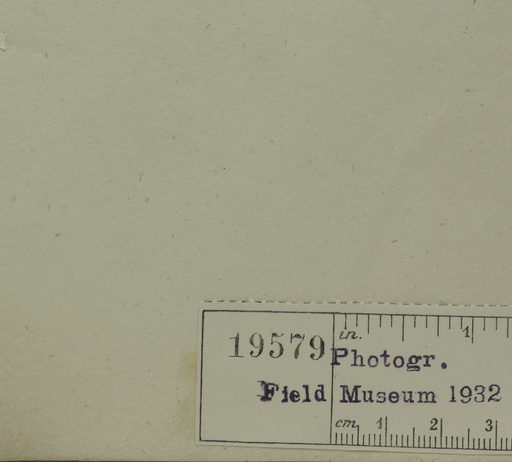 in. 1
19579 Photogr.
Field Museum 1932
cm 1 2 3